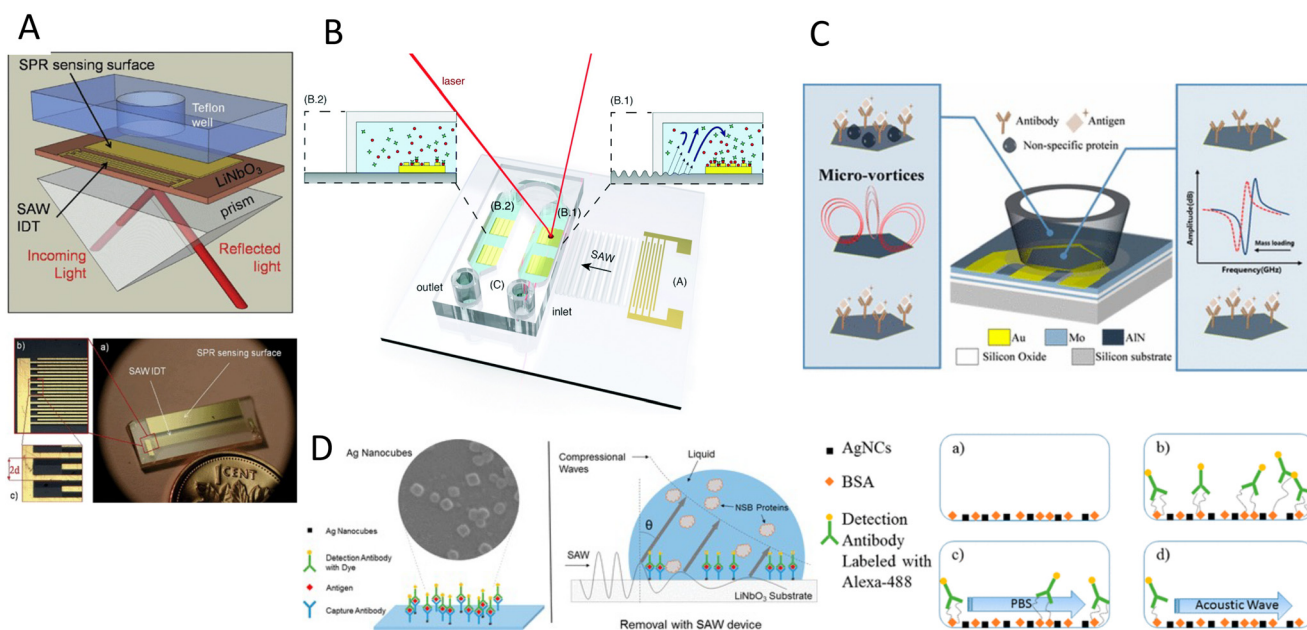 A
SPR sensing surface
Teflon
well
LiNbO3
SAW
IDT
prism
Incoming
Light
Reflected
light
b)
a)
SPR sensing surface
SAW IDT
2d
c)
CENT
B
laser
(B.2)
(B.1)
(B.2)
(B.1)
SAW
(A)
(C)
outlet
inlet
C
Antibody
Antigen
Non-specific protein
Micro-vortices
Amplitude(dB)
Mass loading
Frequency(GHz)
Au
Mo
AlN
Silicon Oxide
Silicon substrate
D
Ag Nanocubes
Ag Nanocubes
Detection Antibody
with Dye
Antigen
Capture Antibody
Compressional
Waves
Liquid
NSB Proteins
θ
SAW
LiNbO3 Substrate
Removal with SAW device
AgNCs
BSA
Detection
Antibody
Labeled with
Alexa-488
a)
b)
c)
PBS
d)
Acoustic Wave